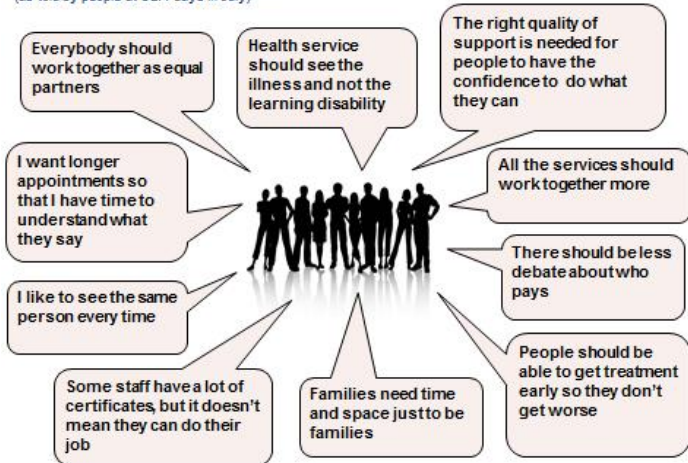 Everybody should
work together as equal
partners
Health service
should see the
illness and not the
learning disability
The right quality of
support is needed for
people to have the
confidence to do what
they can
I want longer
appointments so
that I have time to
understand what
they say
All the services should
work together more
I like to see the same
person every time
There should be less
debate about who
pays
Some staff have a lot of
certificates, but it doesn't
mean they can do their
job
Families need time
and space just to be
families
People should be
able to get treatment
early so they don't
get worse